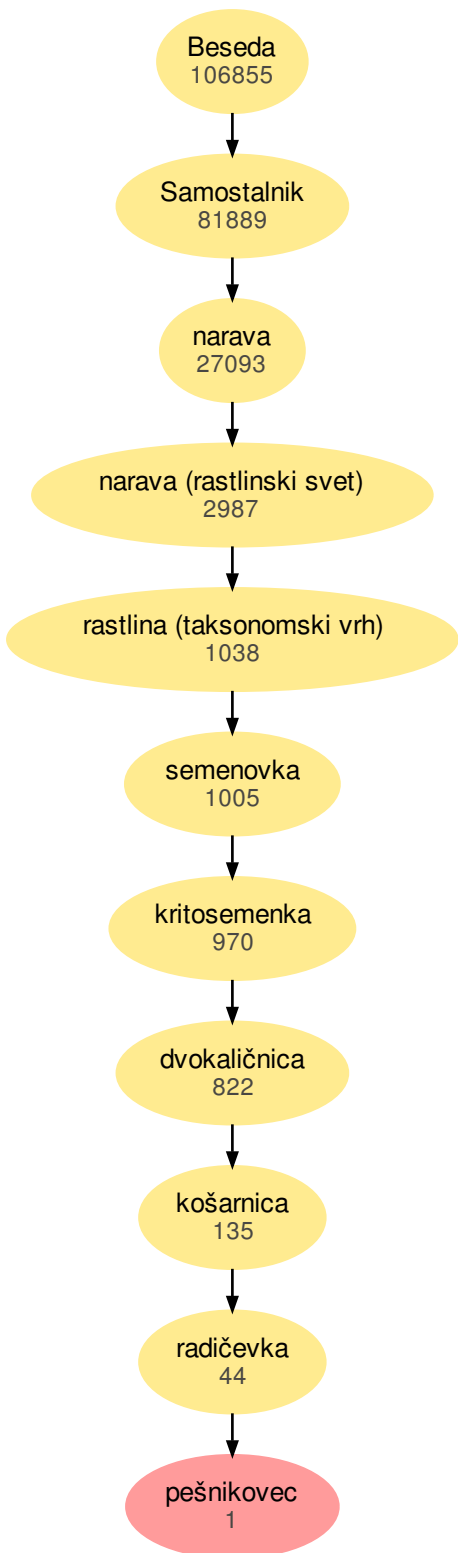 Beseda
106855
Samostalnik
81889
narava
27093
narava (rastlinski svet)
2987
rastlina (taksonomski vrh)
1038
semenovka
1005
kritosemenka
970
dvokaličnica
822
košarnica
135
radičevka
44
pešnikovec
1